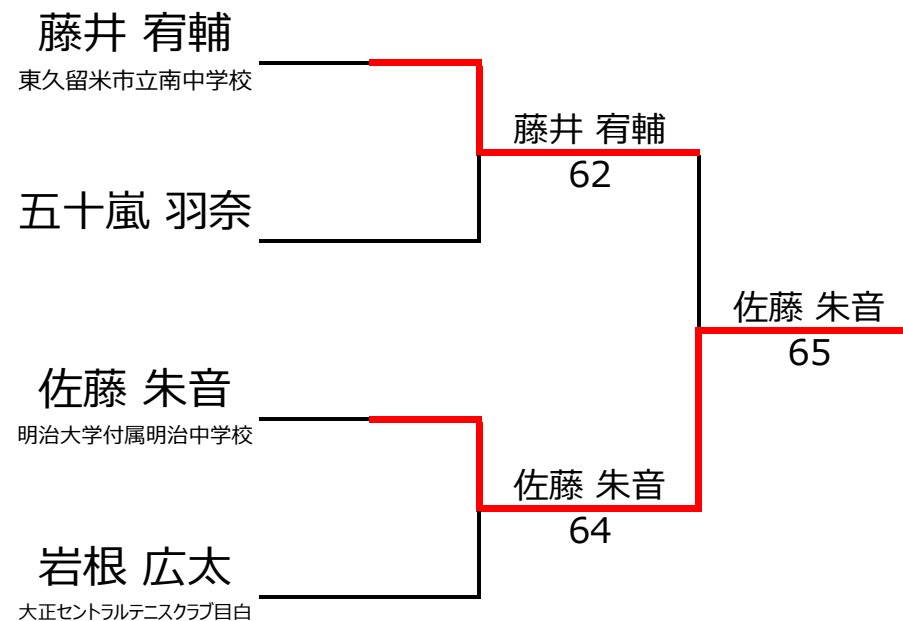 藤井 宥輔
東久留米市立南中学校
藤井 宥輔
62
五十嵐 羽奈
佐藤 朱音
65
佐藤 朱音
明治大学付属明治中学校
佐藤 朱音
64
岩根 広太
大正セントラルテニスクラブ目白